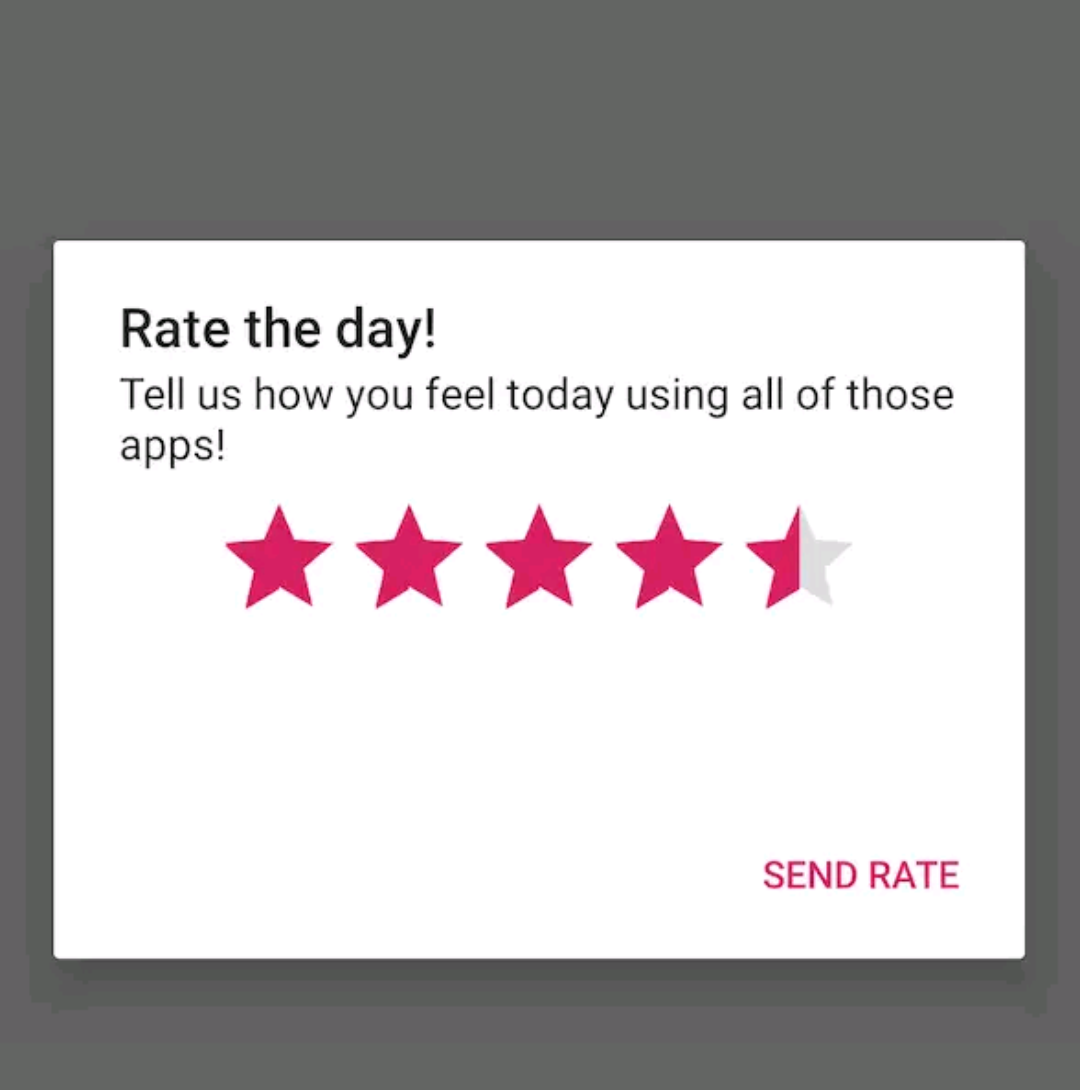 Rate the day!
Tell us how you feel today using all of those
apps!
SEND RATE